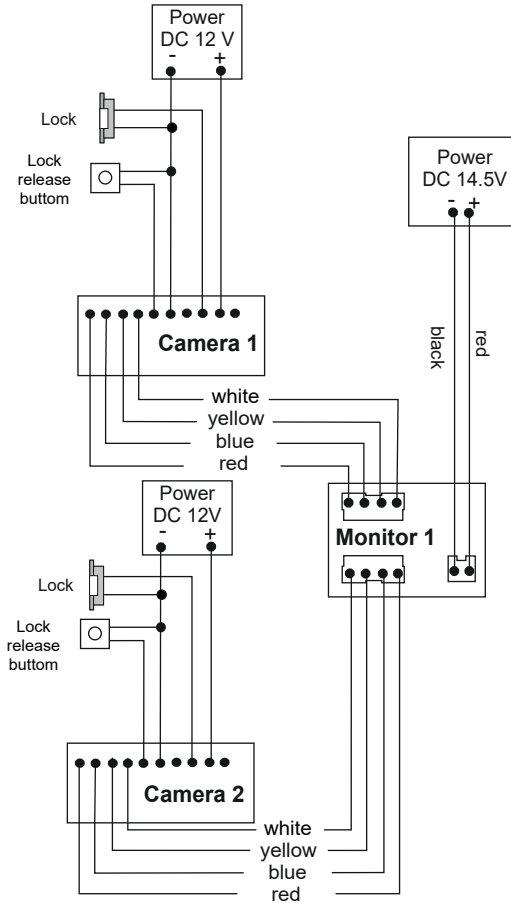 Power
DC 12 V
- +
Lock
Lock
release
buttom
Power
DC 14.5V
- +
black
red
Camera 1
white
yellow
blue
red
Power
DC 12V
- +
Monitor 1
Lock
Lock
release
buttom
Camera 2
white
yellow
blue
red